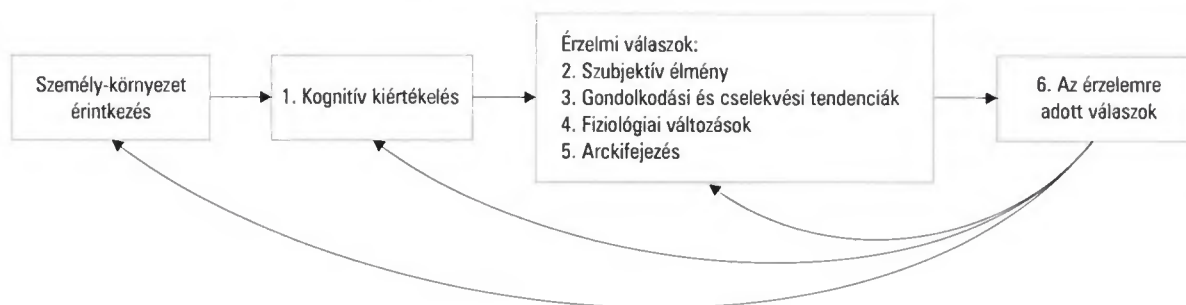 Személy-környezet
érintkezés
1. Kognitív kiértékelés
Érzelmi válaszok:
2. Szubjektív élmény
3. Gondolkodási és cselekvési tendenciák
4. Fiziológiai változások
5. Arckifejezés
6. Az érzelemre
adott válaszok